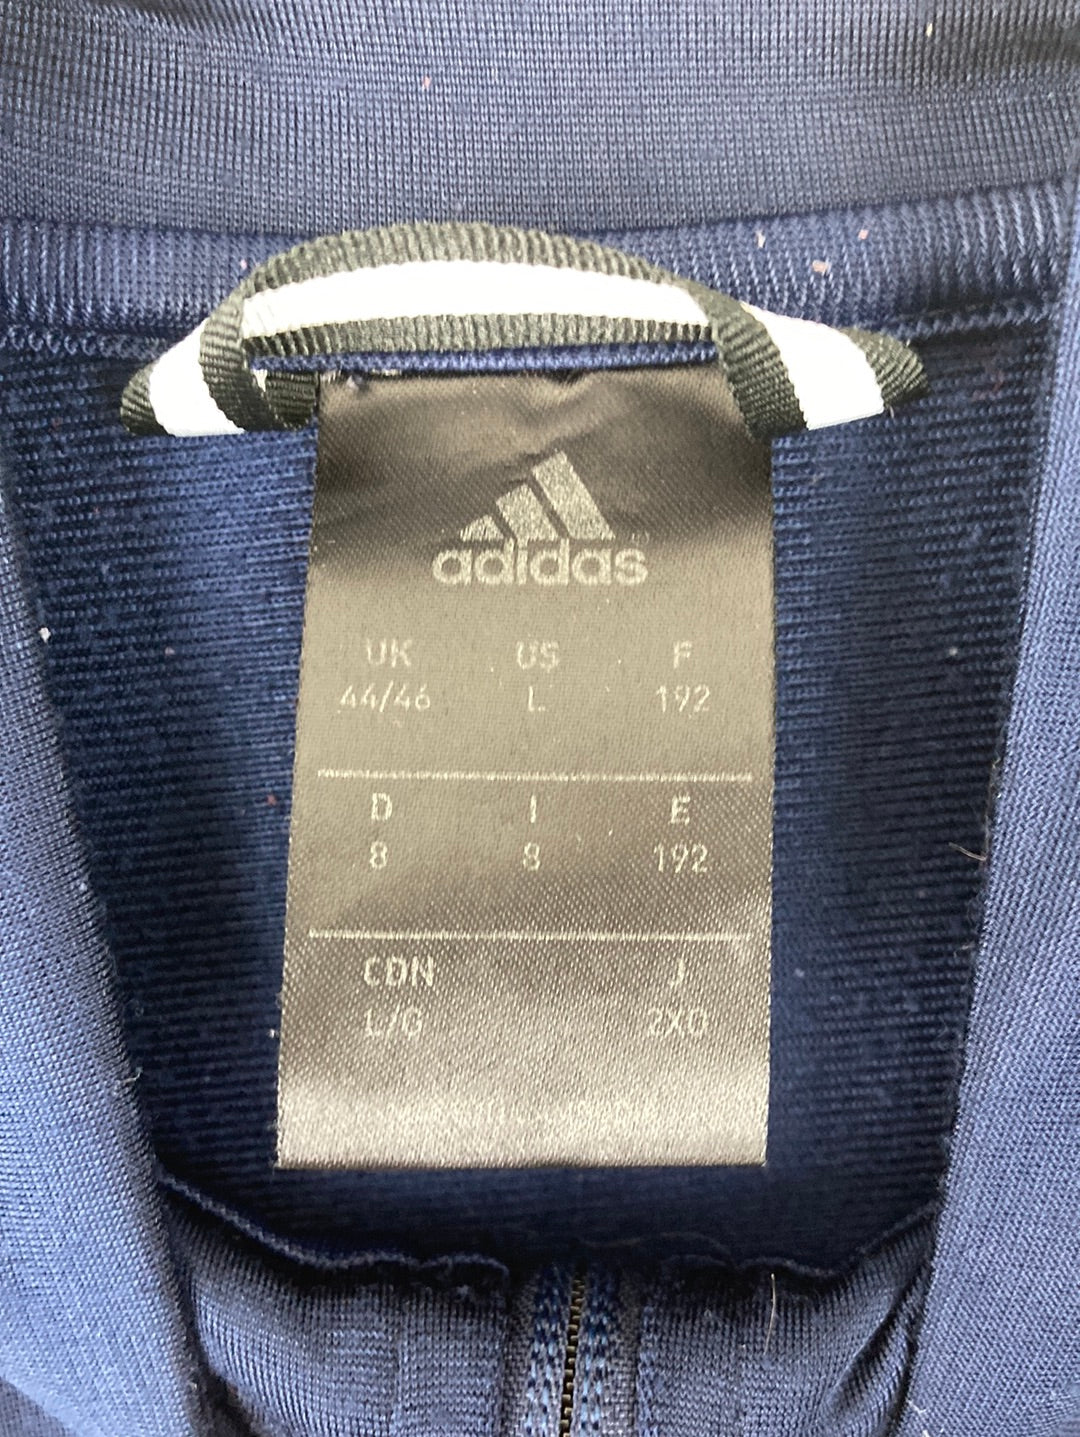 adidas
UK US F
44/46 L 192
D I E
8 8 192
CDN J
L/G 2XO